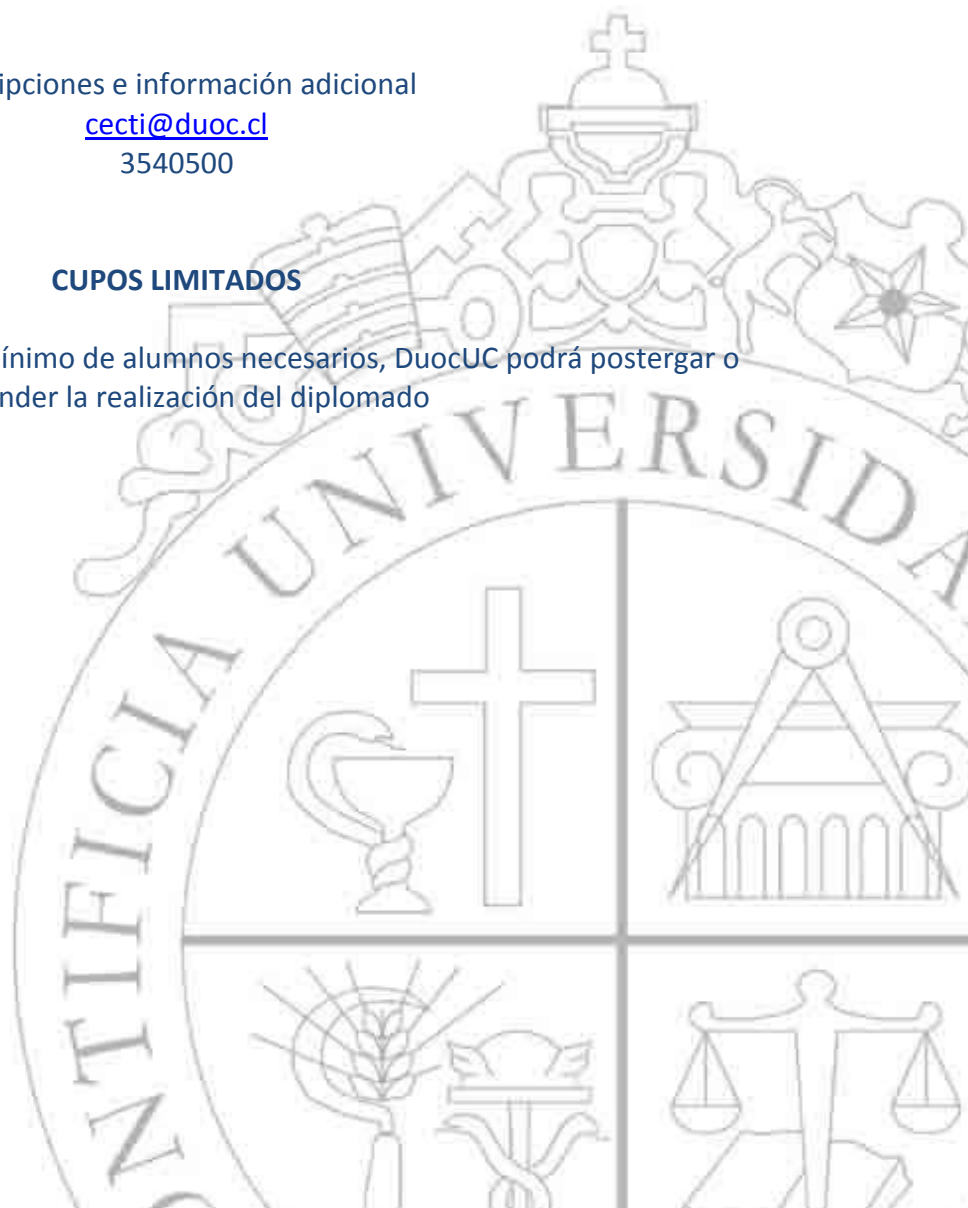 ipciones e información adicional
cecti@duoc.cl
3540500
CUPOS LIMITADOS
ínimo de alumnos necesarios, DuocUC podrá postergar o
nder la realización del diplomado
NTIFICIA UNIVERSIDA